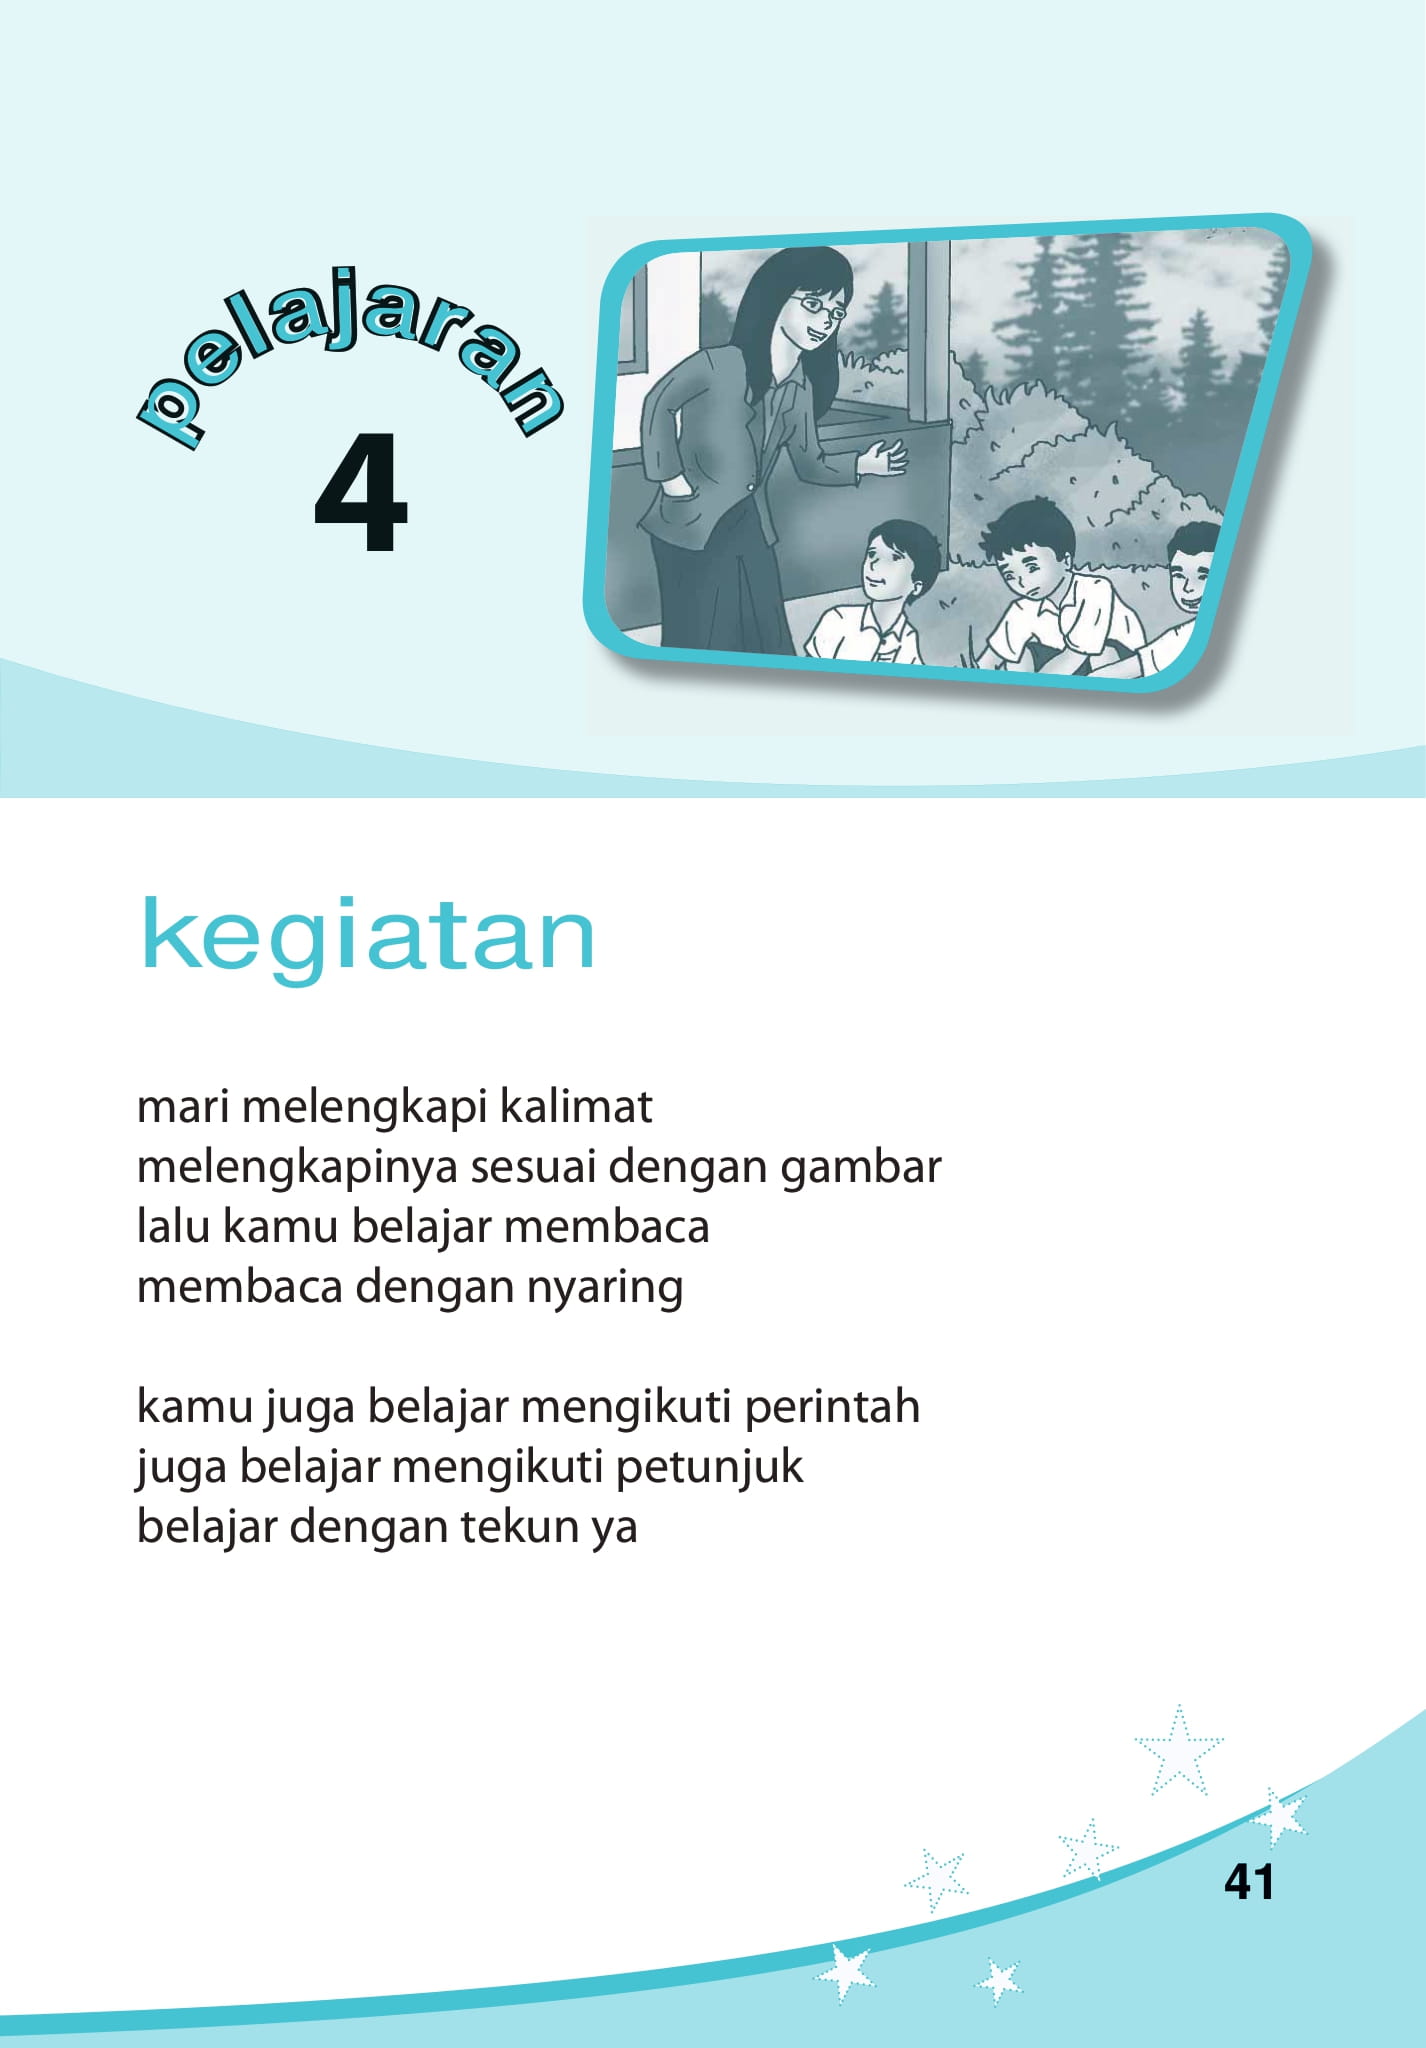 pelajaran
4
kegiatan
mari melengkapi kalimat
melengkapinya sesuai dengan gambar
lalu kamu belajar membaca
membaca dengan nyaring
kamu juga belajar mengikuti perintah
juga belajar mengikuti petunjuk
belajar dengan tekun ya
41